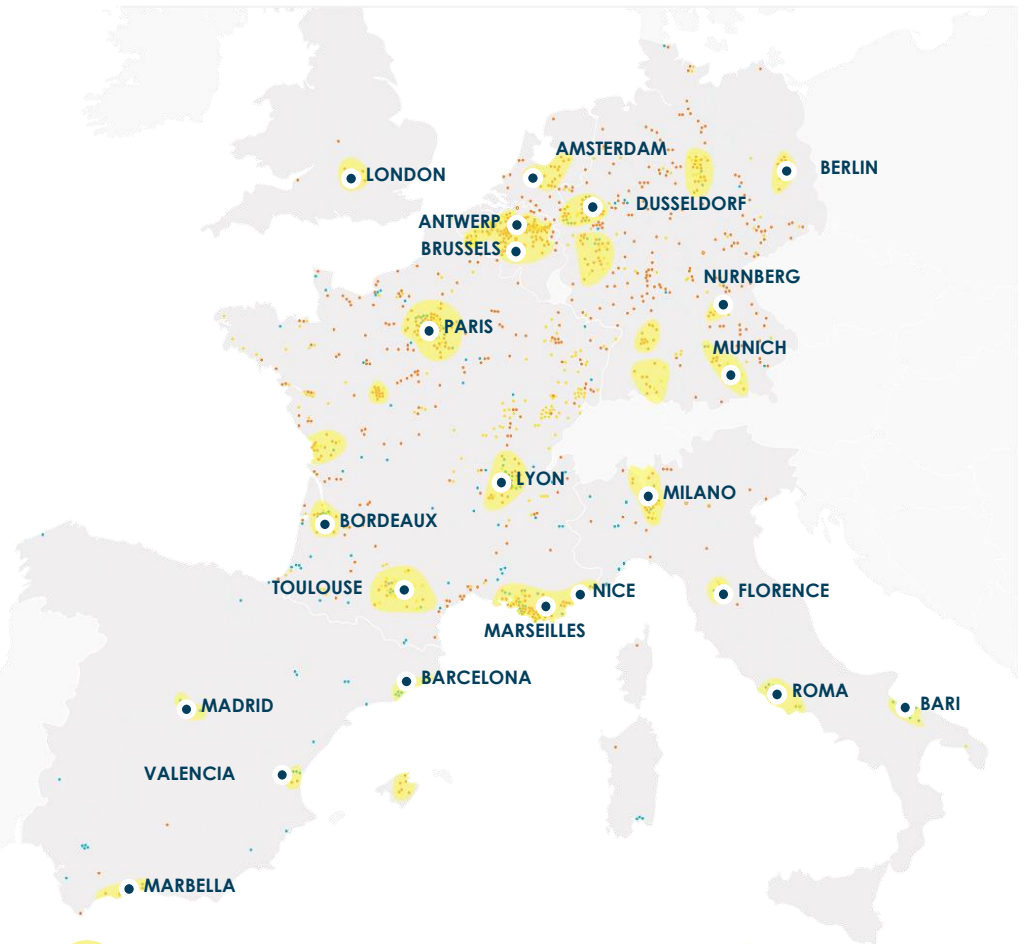 AMSTERDAM
LONDON
BERLIN
DUSSELDORF
ANTWERP
BRUSSELS
NURNBERG
PARIS
MUNICH
LYON
MILANO
BORDEAUX
TOULOUSE
NICE
FLORENCE
MARSEILLES
BARCELONA
ROMA
MADRID
BARI
VALENCIA
MARBELLA